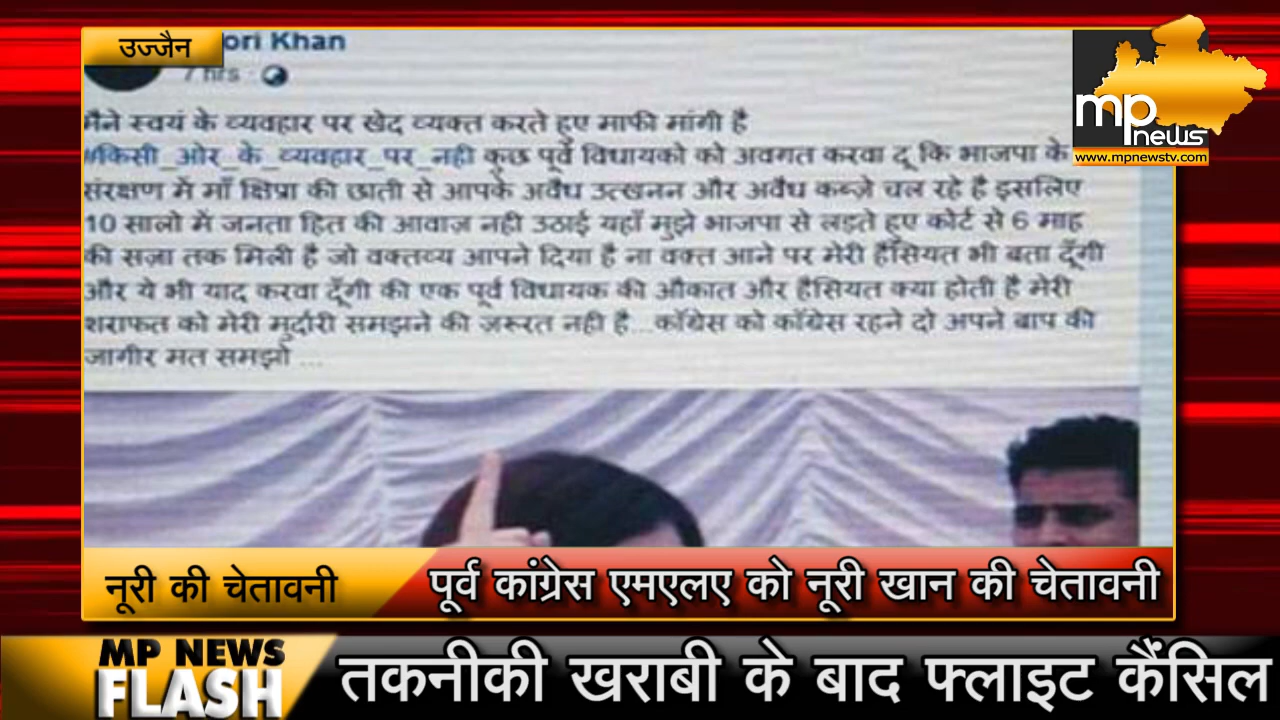 उज्जैन
ori Khan
7 hrs
मैने स्वयं के व्यवहार पर खेद व्यक्त करते हुए माफी मांगी है
#किसी_ओर_के_व्यवहार_पर_नही कुछ पूर्व विधायको को अवगत करवा दू कि भाजपा के
संरक्षण में माँ क्षिप्रा की छाती से आपके अवैध उत्खनन और अवैध कब्ज़े चल रहे है इसलिए
10 सालो में जनता हित की आवाज़ नही उठाई यहाँ मुझे भाजपा से लड़ते हुए कोर्ट से 6 माह
की सज़ा तक मिली है जो वक्तव्य आपने दिया है ना वक्त आने पर मेरी हैसियत भी बता दूँगी
और ये भी याद करवा दूँगी की एक पूर्व विधायक की औकात और हैसियत क्या होती है मेरी
शराफत को मेरी मुर्दारी समझने की ज़रूरत नही है...कॉग्रेस को कॉग्रेस रहने दो अपने बाप की
जागीर मत समझो ...
mp
news
www.mpnewstv.com
नूरी की चेतावनी
पूर्व कांग्रेस एमएलए को नूरी खान की चेतावनी
MP NEWS
FLASH
तकनीकी खराबी के बाद फ्लाइट कैंसिल